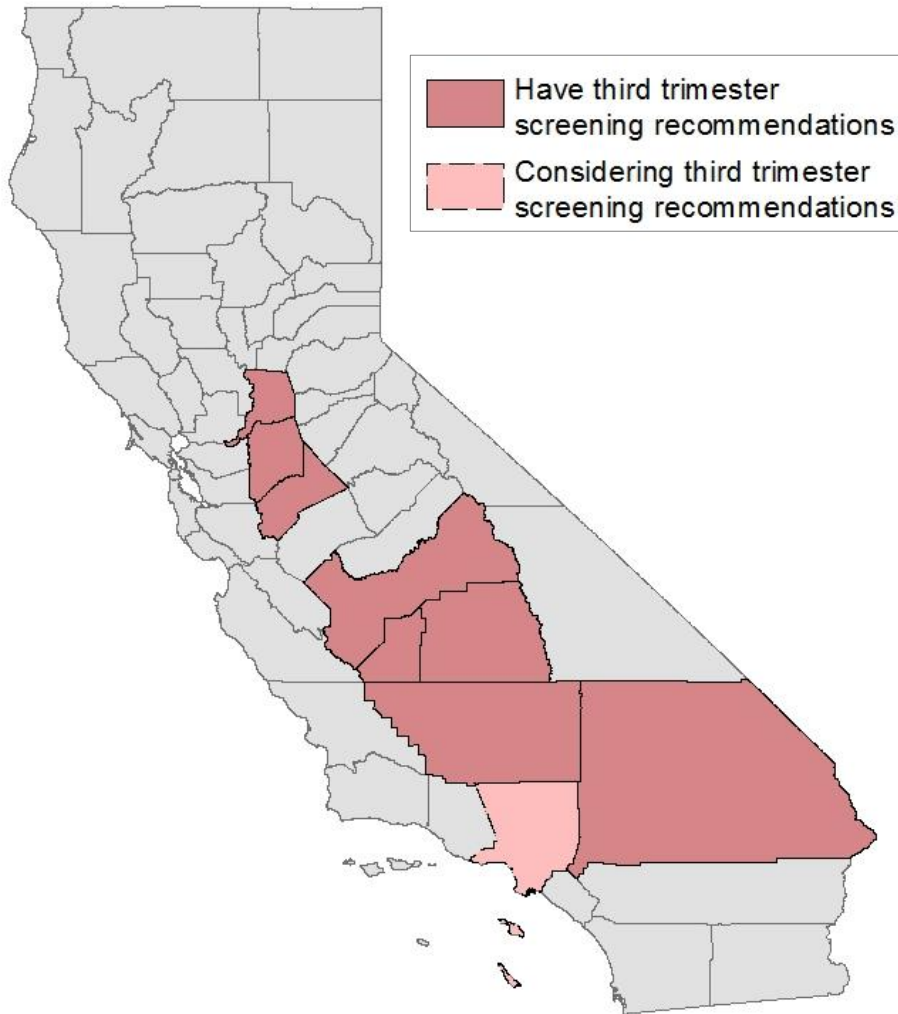 Have third trimester
screening recommendations
Considering third trimester
screening recommendations